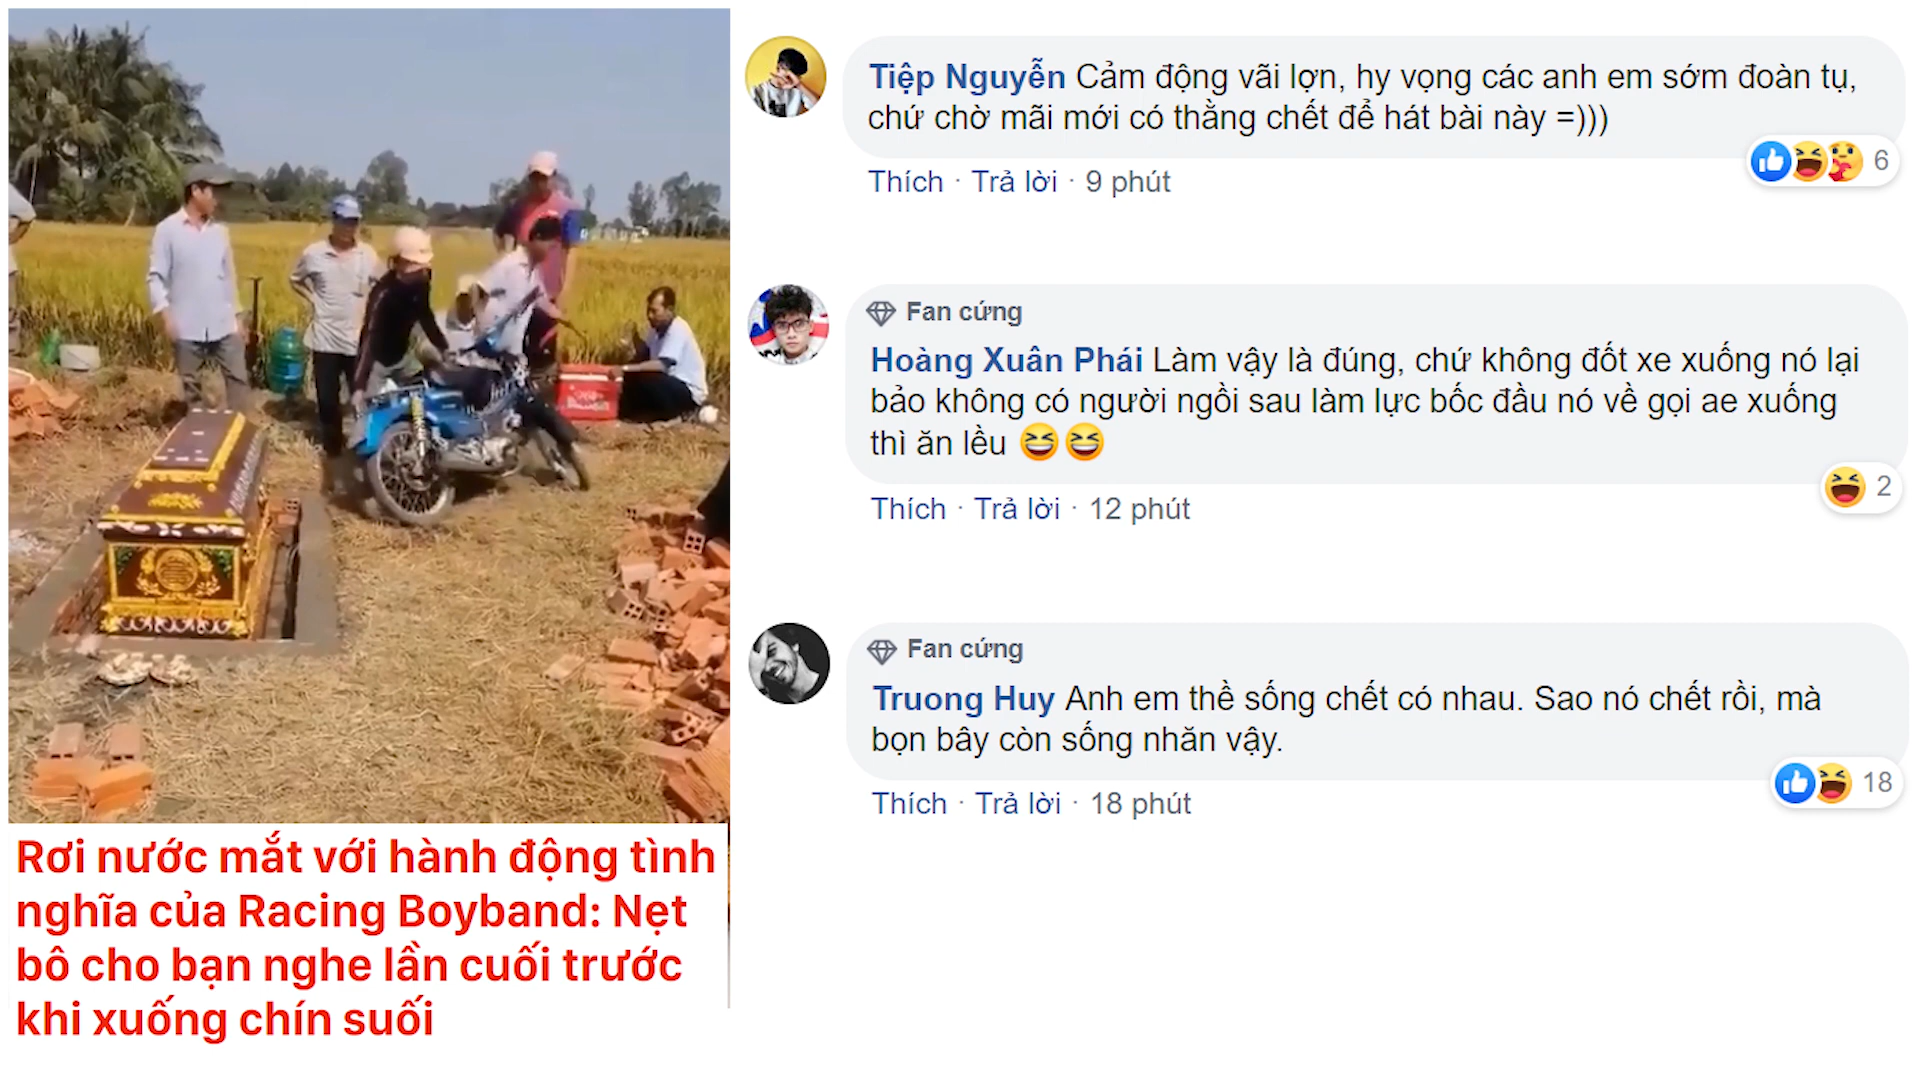 Rơi nước mắt với hành động tình
nghĩa của Racing Boyband: Nẹt
bô cho bạn nghe lần cuối trước
khi xuống chín suối
Tiệp Nguyễn Cảm động vãi lợn, hy vọng các anh em sớm đoàn tụ,
chứ chờ mãi mới có thằng chết để hát bài này =)))
6
Thích · Trả lời · 9 phút
Fan cứng
Hoàng Xuân Phái Làm vậy là đúng, chứ không đốt xe xuống nó lại
bảo không có người ngồi sau làm lực bốc đầu nó về gọi ae xuống
thì ăn lều 😆😆
2
Thích · Trả lời · 12 phút
Fan cứng
Truong Huy Anh em thề sống chết có nhau. Sao nó chết rồi, mà
bọn bây còn sống nhăn vậy.
18
Thích · Trả lời · 18 phút